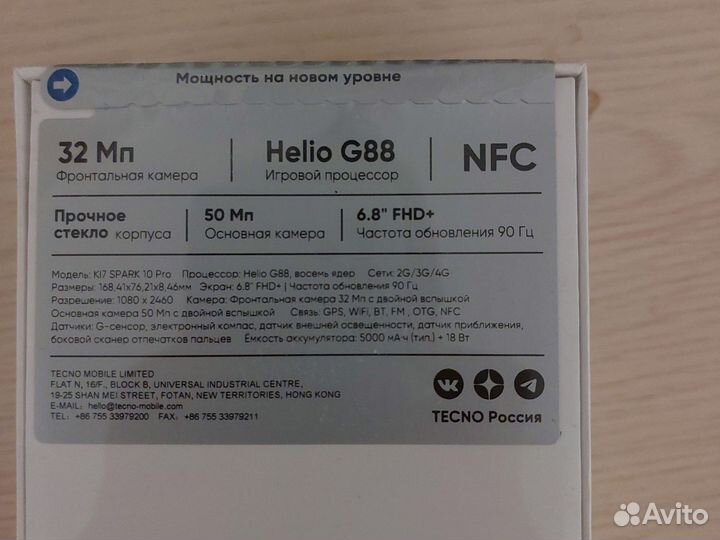 Мощность на новом уровне
32 Мп
Фронтальная камера
Helio G88
Игровой процессор
NFC
Прочное
стекло корпуса
50 Мп
Основная камера
6.8" FHD+
Частота обновления 90 Гц
Модель: KI7 SPARK 10 Pro Процессор: Helio G88, восемь ядер Сети: 2G/3G/4G
Размеры: 168,41x76,21x8,46мм Экран: 6.8" FHD+ | Частота обновления 90 Гц
Разрешение: 1080 x 2460 Камера: Фронтальная камера 32 Мп с двойной вспышкой
Основная камера 50 Мп с двойной вспышкой Связь: GPS, WiFi, BT, FM , OTG, NFC
Датчики: G-сенсор, электронный компас, датчик внешней освещенности, датчик приближения,
боковой сканер отпечатков пальцев Ёмкость аккумулятора: 5000 мА·ч (тип.) + 18 Вт
TECNO MOBILE LIMITED
FLAT N, 16/F., BLOCK B, UNIVERSAL INDUSTRIAL CENTRE,
19-25 SHAN MEI STREET, FOTAN, NEW TERRITORIES, HONG KONG
E-MAIL: hello@tecno-mobile.com
TEL: +86 755 33979200 FAX: +86 755 33979211
TECNO Россия
Avito